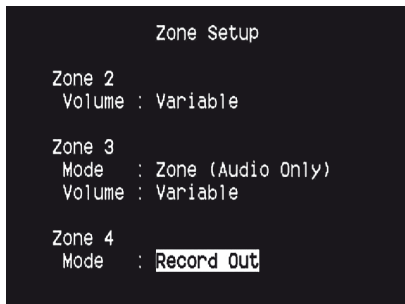 Zone Setup
Zone 2
Volume : Variable
Zone 3
Mode : Zone (Audio Only)
Volume : Variable
Zone 4
Mode : Record Out